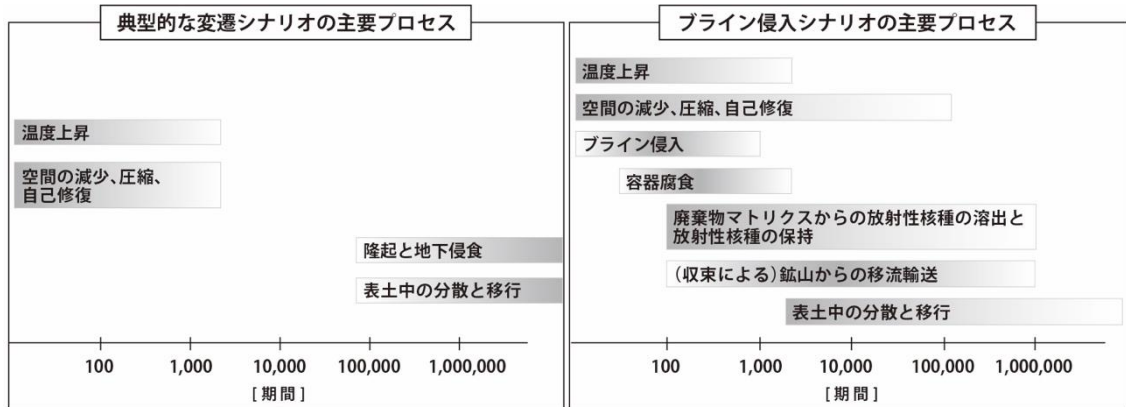 典型的な変遷シナリオの主要プロセス
温度上昇
空間の減少、圧縮、
自己修復
隆起と地下侵食
表土中の分散と移行
100 1,000 10,000 100,000 1,000,000
[期間]
ブライン侵入シナリオの主要プロセス
温度上昇
空間の減少、圧縮、自己修復
ブライン侵入
容器腐食
廃棄物マトリクスからの放射性核種の溶出と
放射性核種の保持
(収束による)鉱山からの移流輸送
表土中の分散と移行
100 1,000 10,000 100,000 1,000,000
[期間]